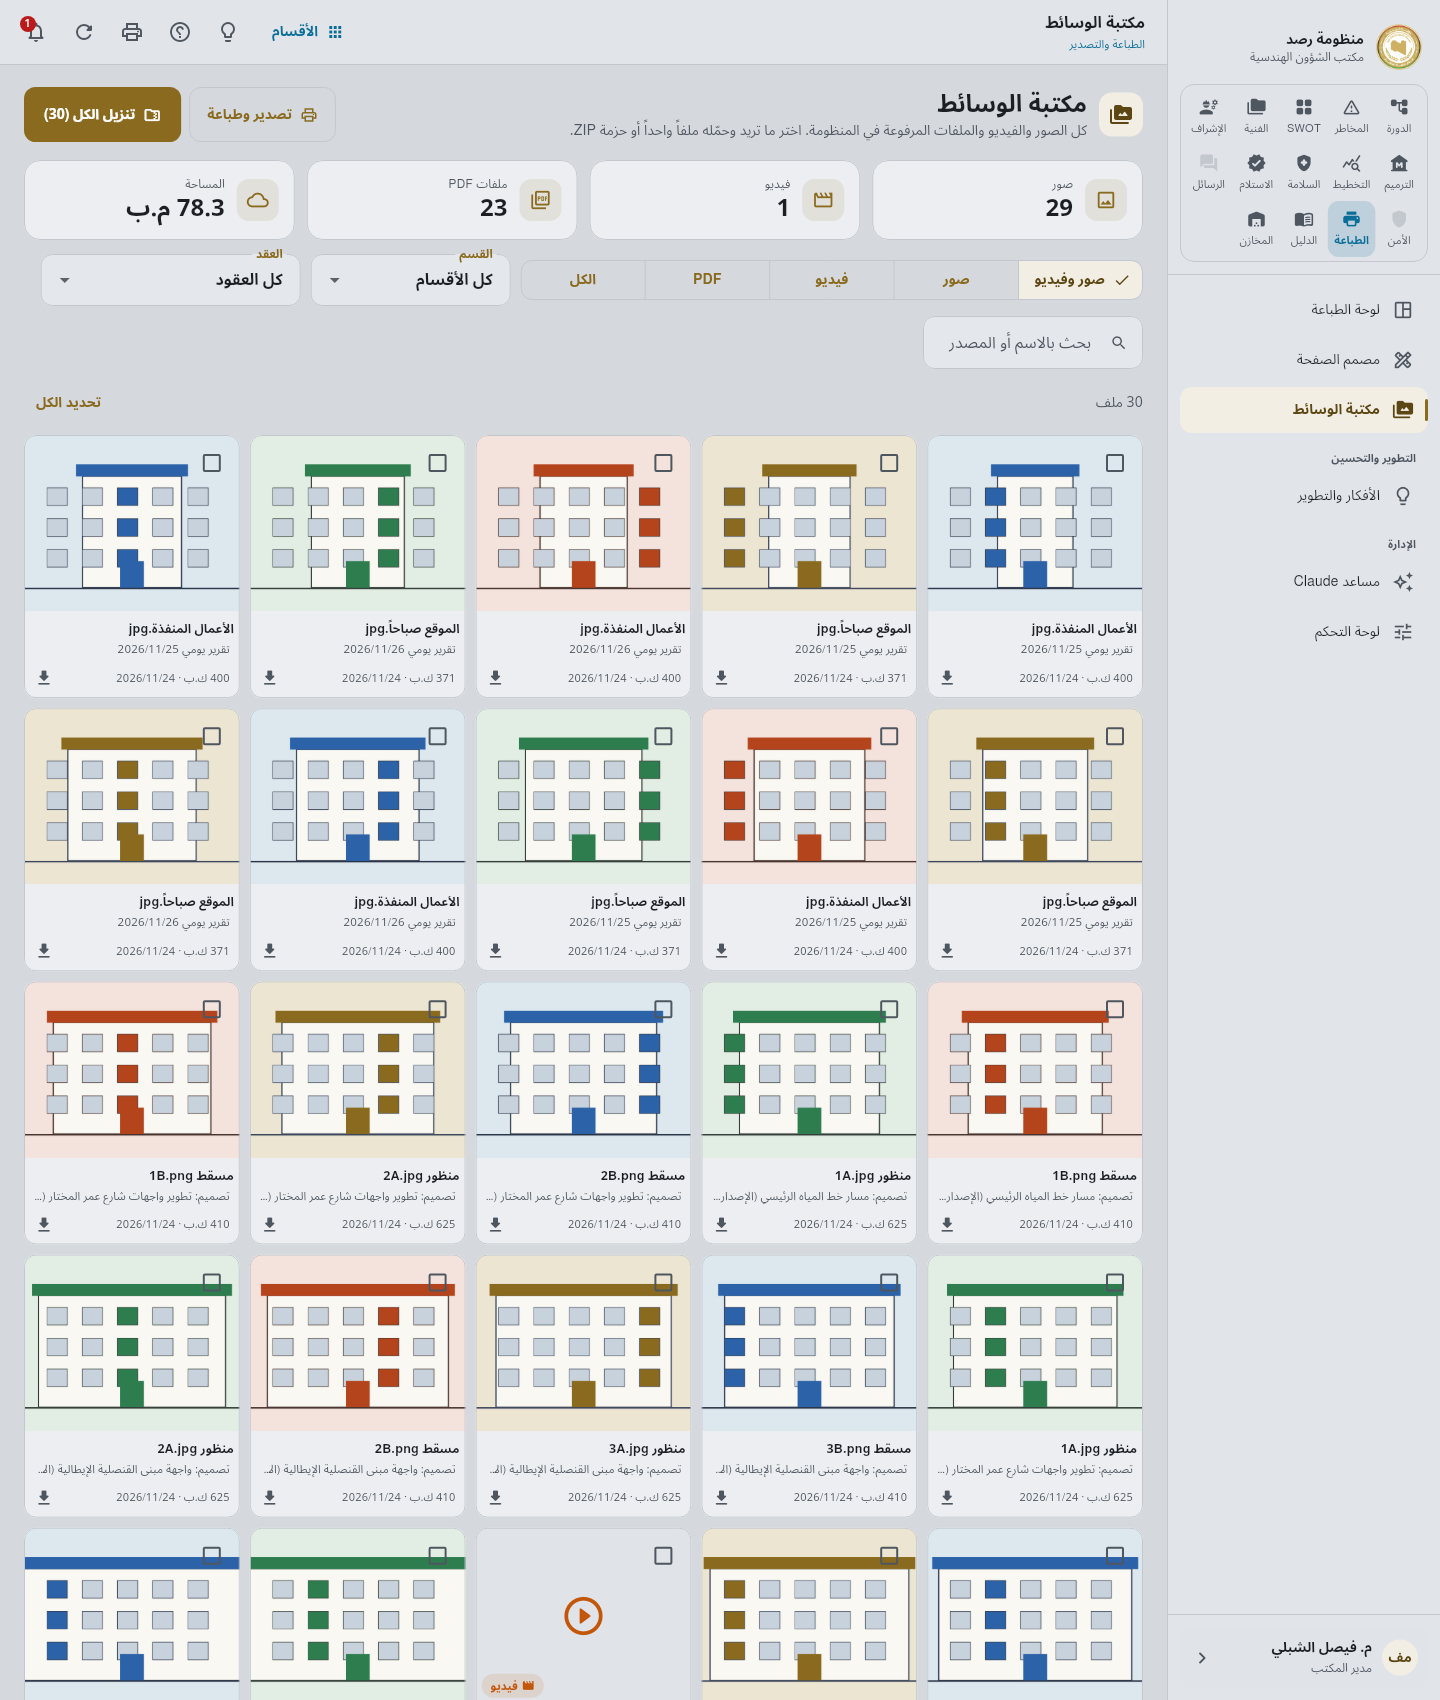 منظومة رصد
مكتب الشؤون الهندسية
الدورة
المخاطر
SWOT
الفنية
الإشراف
الترميم
التخطيط
السلامة
الاستلام
الرسائل
الأمن
الطباعة
الدليل
المخازن
لوحة الطباعة
مصمم الصفحة
مكتبة الوسائط
التطوير والتحسين
الأفكار والتطوير
الإدارة
مساعد Claude
لوحة التحكم
م. فيصل الشبلي
مدير المكتب
مف
مكتبة الوسائط
الطباعة والتصدير
الأقسام
1
مكتبة الوسائط
كل الصور والفيديو والملفات المرفوعة في المنظومة. اختر ما تريد وحمّله ملفاً واحداً أو حزمة ZIP.
تصدير وطباعة
تنزيل الكل (30)
صور
29
فيديو
1
ملفات PDF
23
المساحة
78.3 م.ب
صور وفيديو
صور
فيديو
PDF
الكل
القسم
كل الأقسام
العقد
كل العقود
بحث بالاسم أو المصدر
30 ملف
تحديد الكل
الأعمال المنفذة.jpg
تقرير يومي 2026/11/25
400 ك.ب · 2026/11/24
الموقع صباحاً.jpg
تقرير يومي 2026/11/25
371 ك.ب · 2026/11/24
الأعمال المنفذة.jpg
تقرير يومي 2026/11/26
400 ك.ب · 2026/11/24
الموقع صباحاً.jpg
تقرير يومي 2026/11/26
371 ك.ب · 2026/11/24
الأعمال المنفذة.jpg
تقرير يومي 2026/11/25
400 ك.ب · 2026/11/24
الموقع صباحاً.jpg
تقرير يومي 2026/11/25
371 ك.ب · 2026/11/24
الأعمال المنفذة.jpg
تقرير يومي 2026/11/25
400 ك.ب · 2026/11/24
الموقع صباحاً.jpg
تقرير يومي 2026/11/25
371 ك.ب · 2026/11/24
الأعمال المنفذة.jpg
تقرير يومي 2026/11/26
400 ك.ب · 2026/11/24
الموقع صباحاً.jpg
تقرير يومي 2026/11/26
371 ك.ب · 2026/11/24
مسقط 1B.png
تصميم: مسار خط المياه الرئيسي (الإصدار...
410 ك.ب · 2026/11/24
منظور 1A.jpg
تصميم: مسار خط المياه الرئيسي (الإصدار...
625 ك.ب · 2026/11/24
مسقط 2B.png
تصميم: تطوير واجهات شارع عمر المختار (...
410 ك.ب · 2026/11/24
منظور 2A.jpg
تصميم: تطوير واجهات شارع عمر المختار (...
625 ك.ب · 2026/11/24
مسقط 1B.png
تصميم: تطوير واجهات شارع عمر المختار (...
410 ك.ب · 2026/11/24
منظور 1A.jpg
تصميم: تطوير واجهات شارع عمر المختار (...
625 ك.ب · 2026/11/24
مسقط 3B.png
تصميم: واجهة مبنى القنصلية الإيطالية (ال...
410 ك.ب · 2026/11/24
منظور 3A.jpg
تصميم: واجهة مبنى القنصلية الإيطالية (ال...
625 ك.ب · 2026/11/24
مسقط 2B.png
تصميم: واجهة مبنى القنصلية الإيطالية (ال...
410 ك.ب · 2026/11/24
منظور 2A.jpg
تصميم: واجهة مبنى القنصلية الإيطالية (ال...
625 ك.ب · 2026/11/24
فيديو